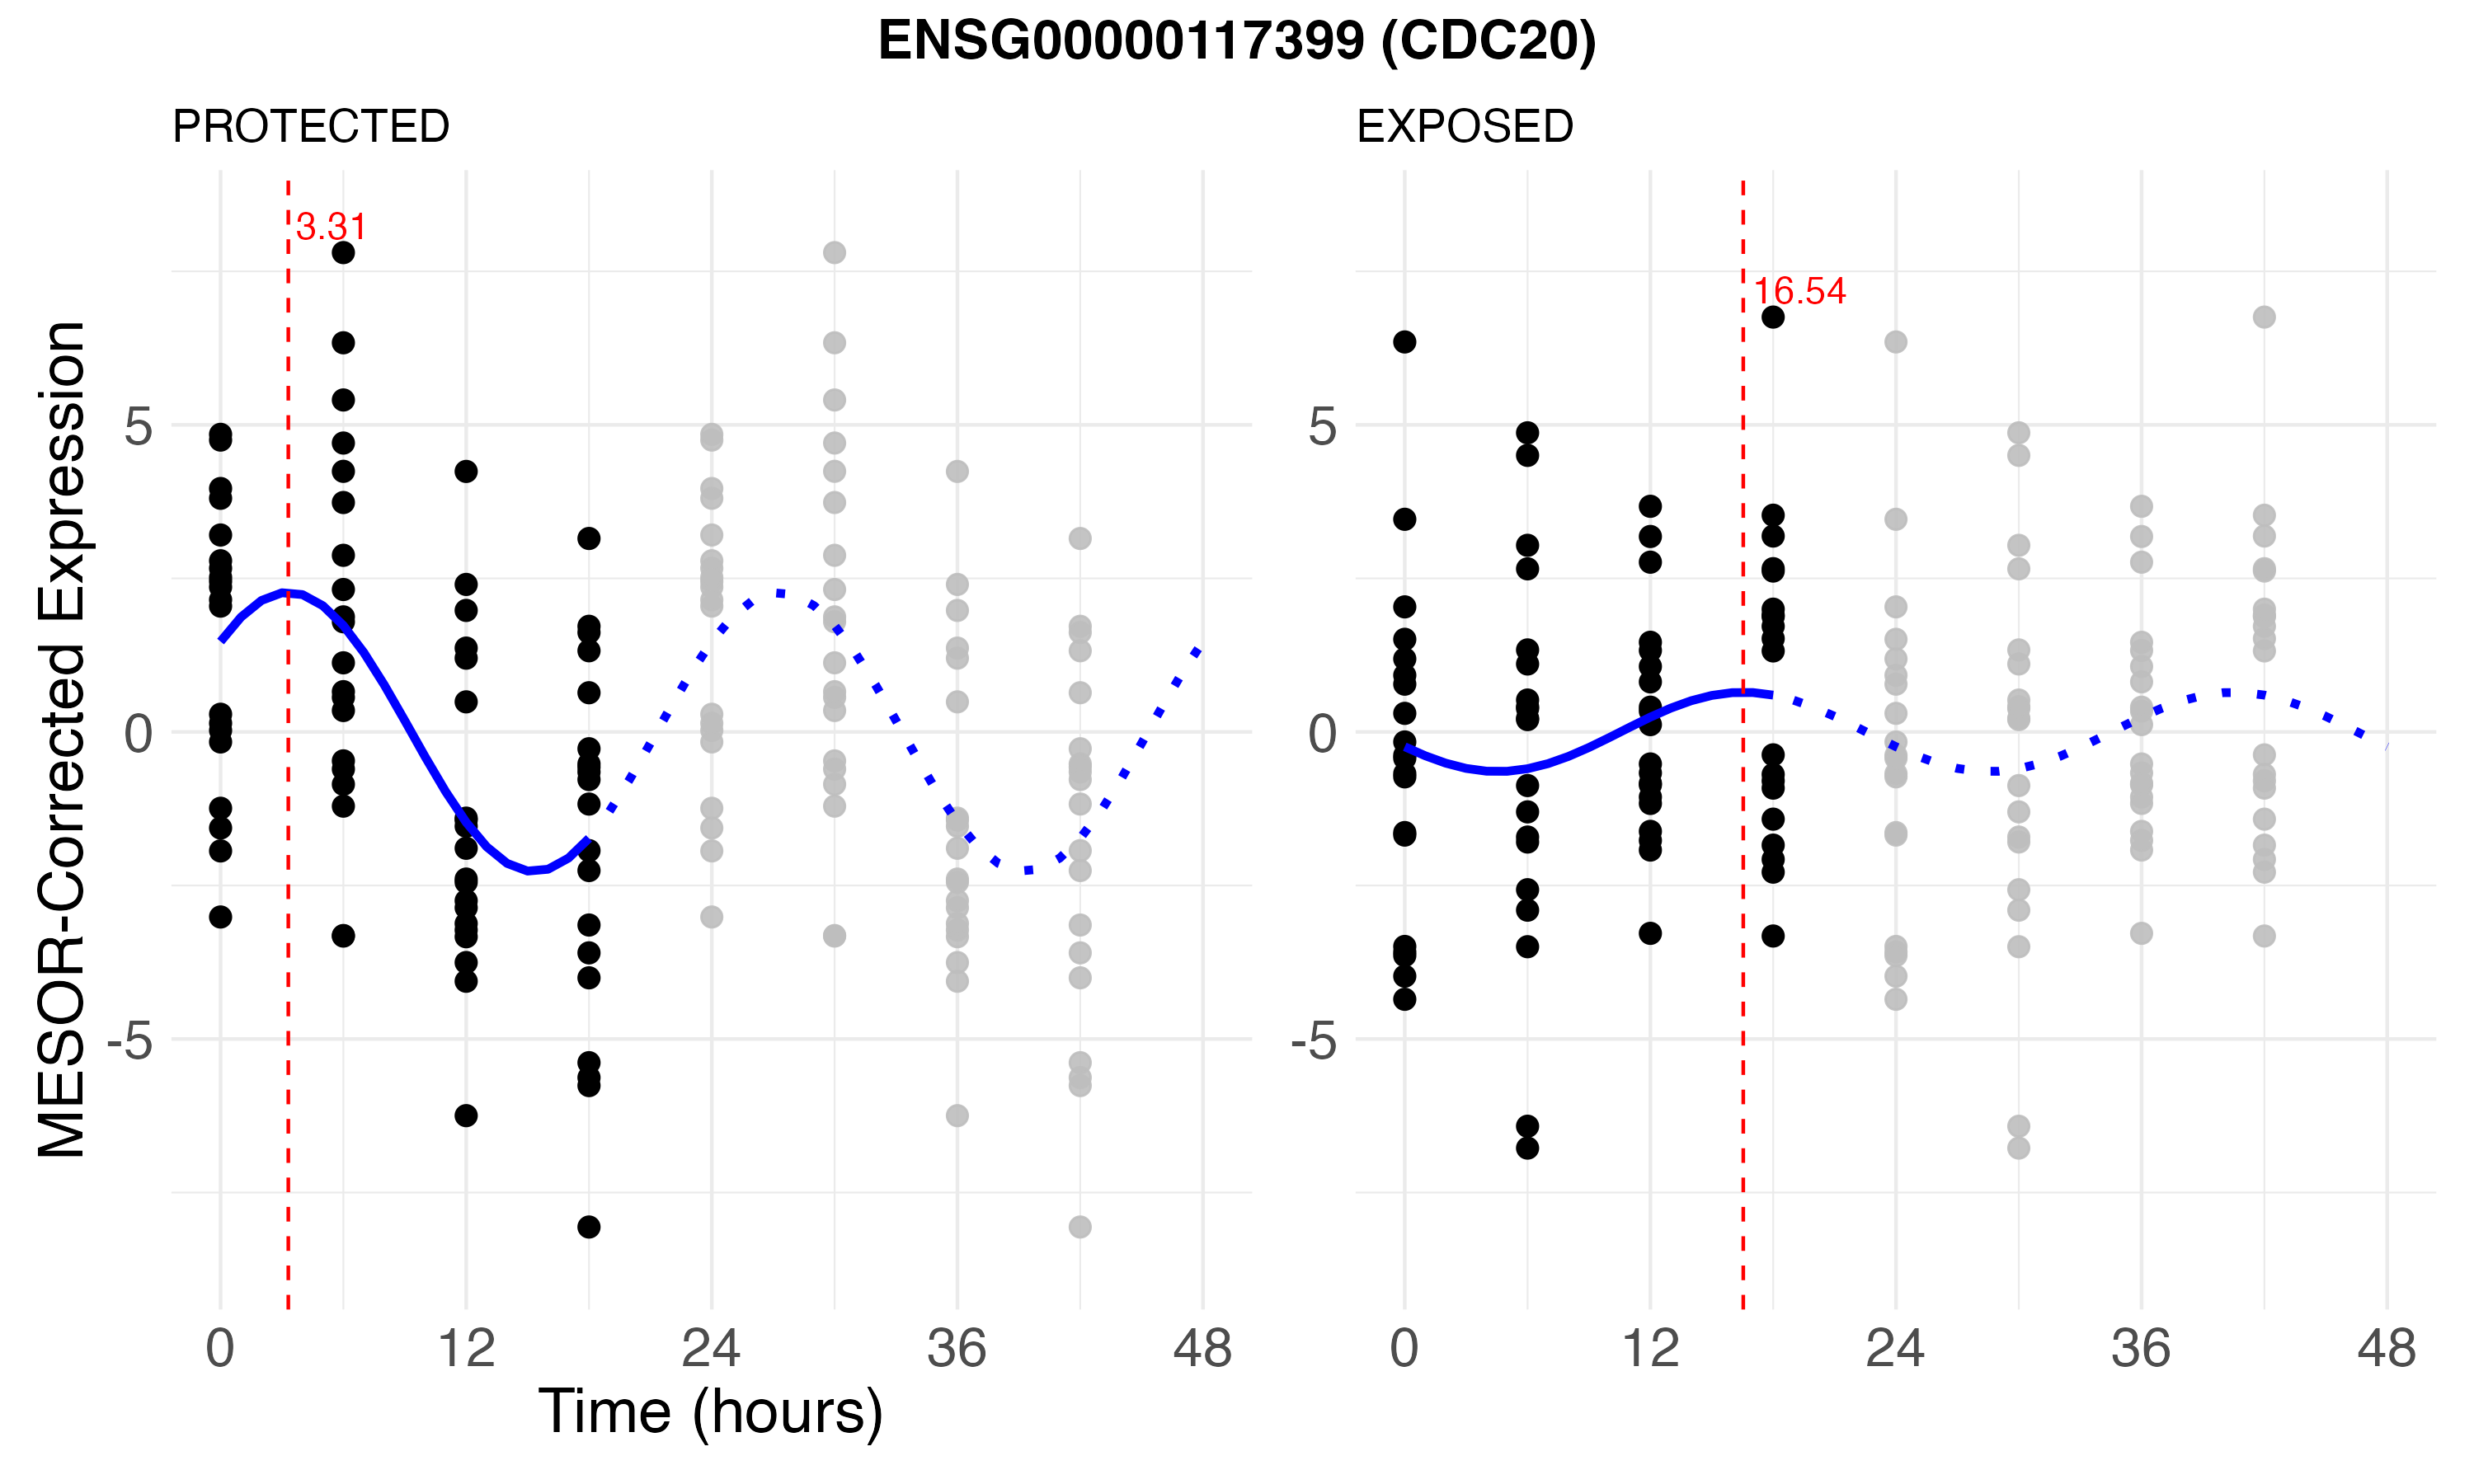 ENSG00000117399 (CDC20)
PROTECTED
EXPOSED
MESOR-Corrected Expression
3.31
16.54
5
0
-5
5
0
-5
0 12 24 36 48
0 12 24 36 48
Time (hours)